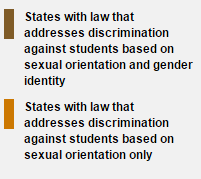 States with law that
addresses discrimination
against students based on
sexual orientation and gender
identity
States with law that
addresses discrimination
against students based on
sexual orientation only